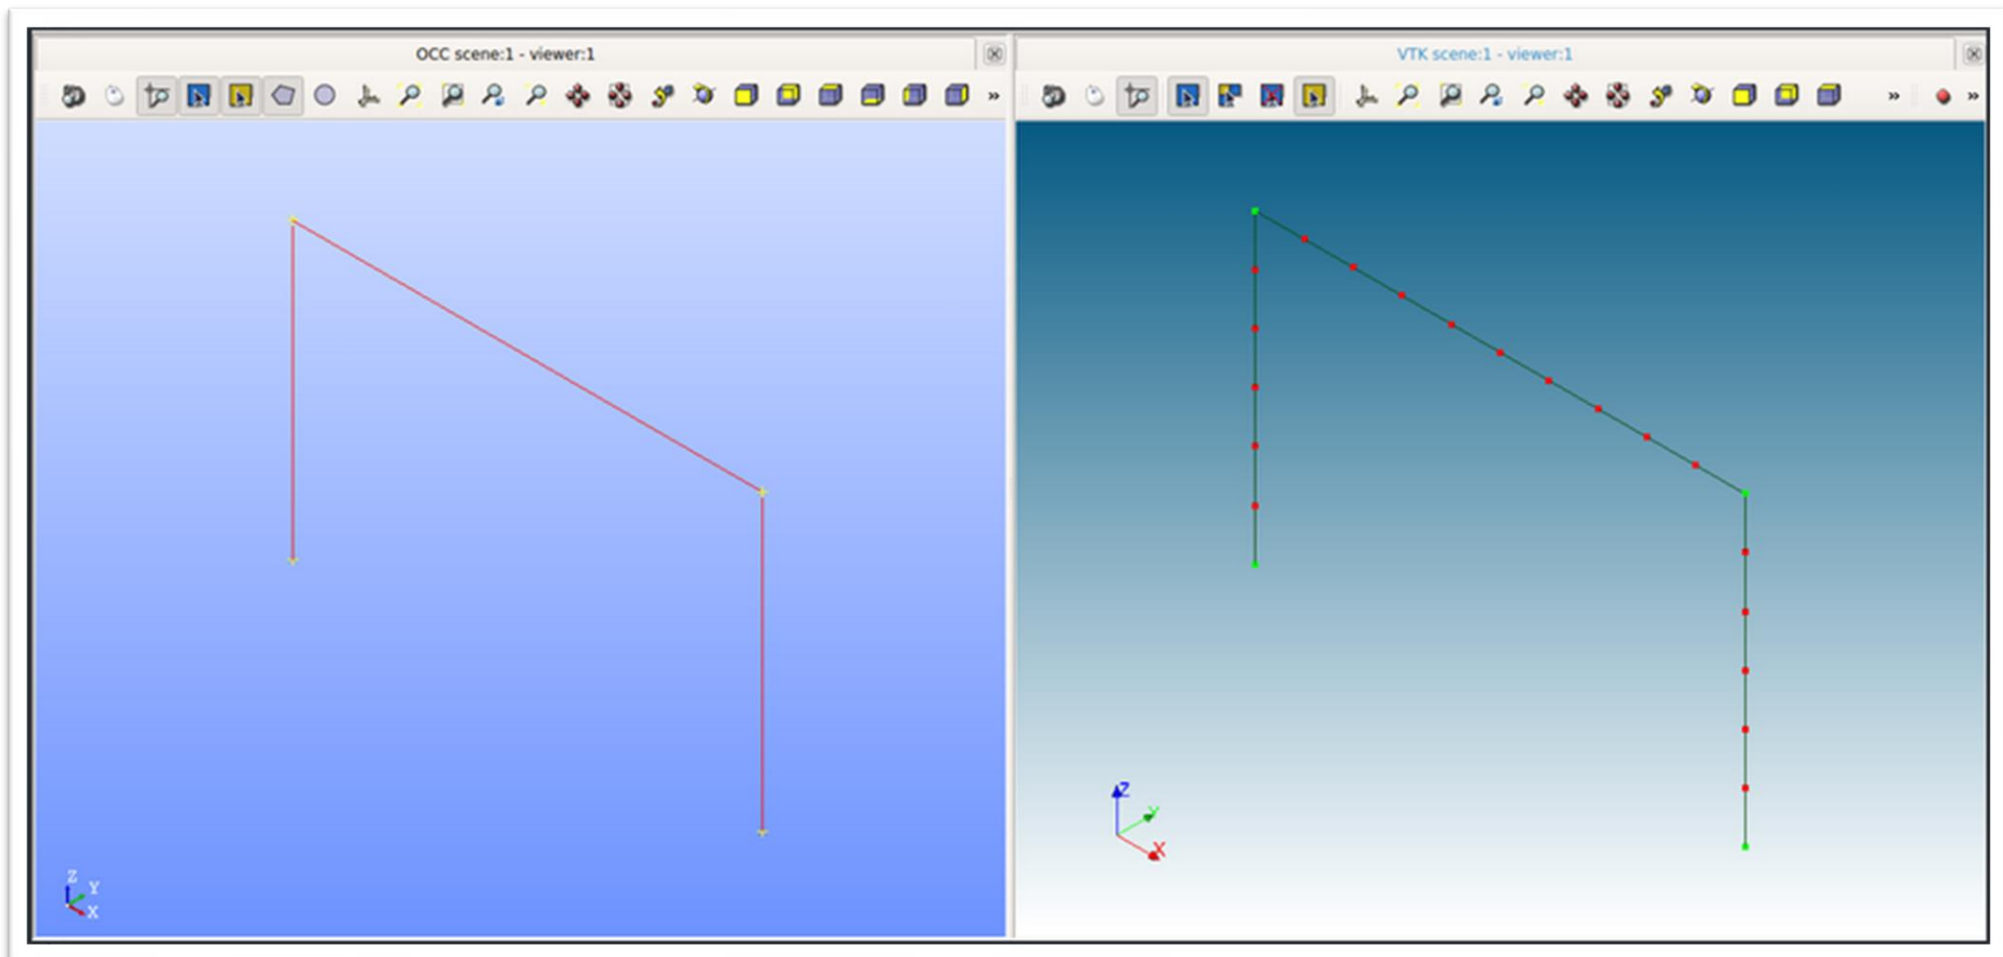 OCC scene:1 - viewer:1
VTK scene:1 - viewer:1
»
»
»
Z
Y
X
Z
Y
X